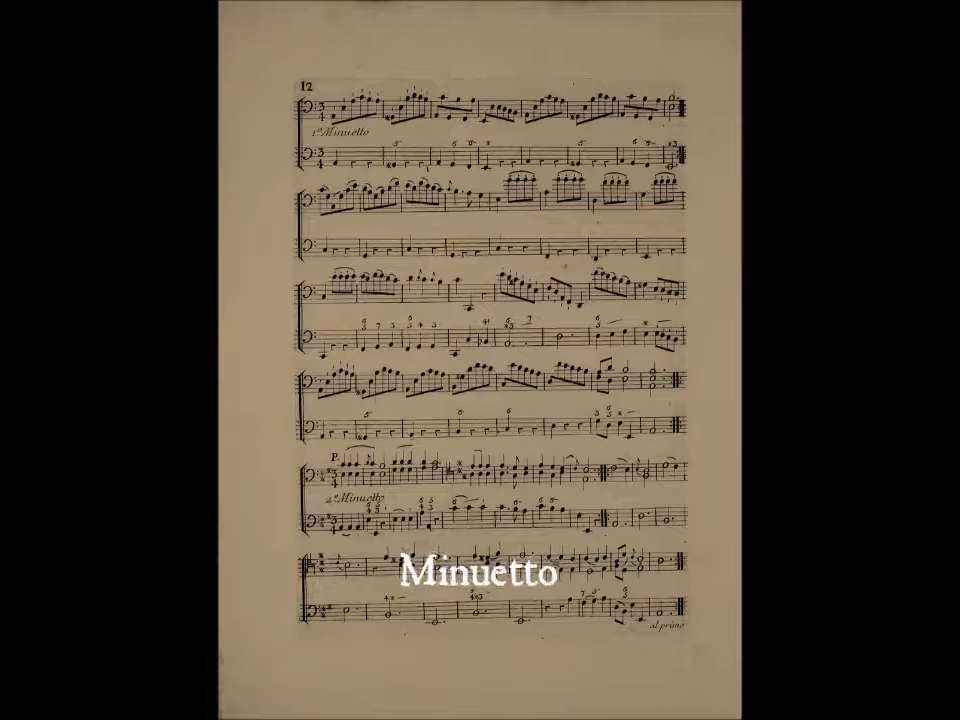 12
1.º Minuetto
P.
2.º Minuetto
Minuetto
al primo